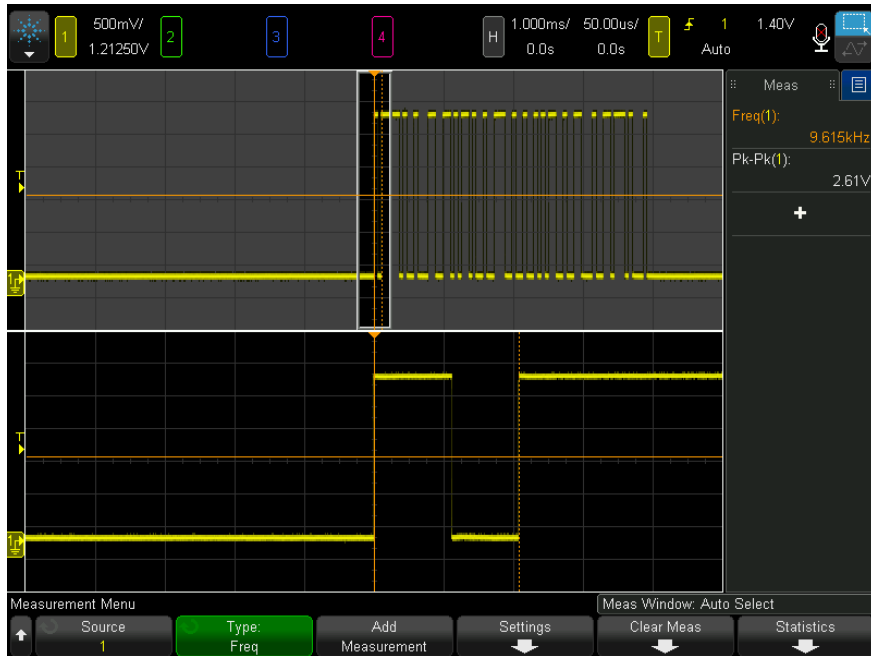 1 500mV/ 2 3 4 H 1.000ms/ 50.00us/ T 1 1.40V
1.21250V 0.0s 0.0s Auto
Meas
Freq(1):
9.615kHz
Pk-Pk(1):
2.61V
+
T
1
T
1
Measurement Menu Meas Window: Auto Select
Source Type: Add Settings Clear Meas Statistics
1 Freq Measurement